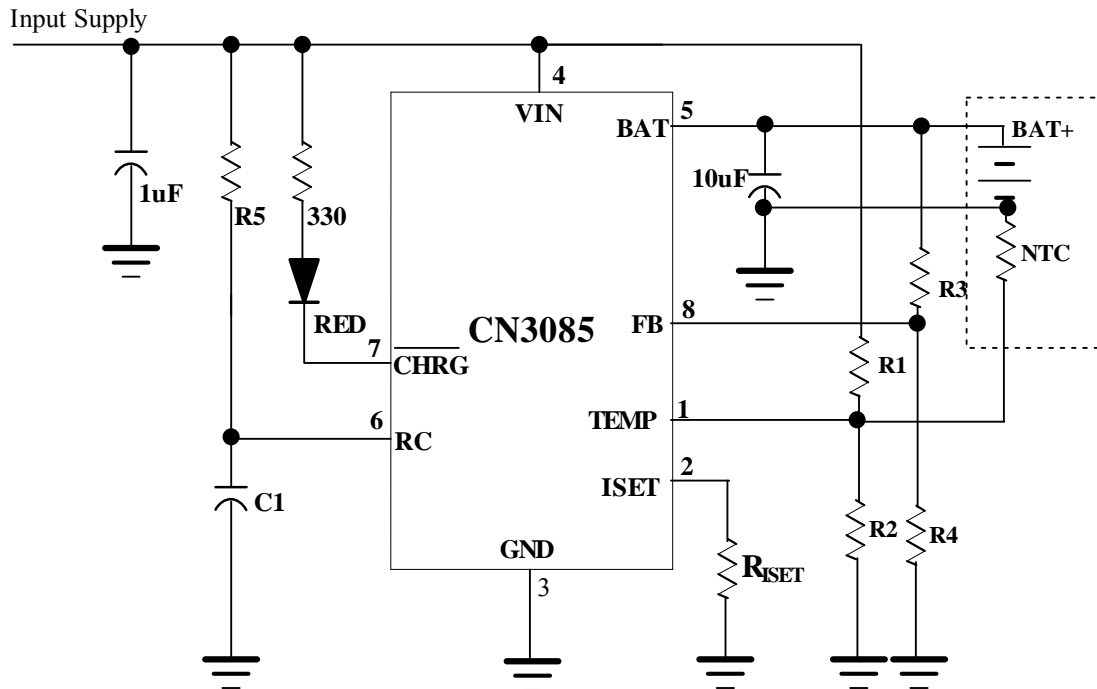 Input Supply
4
VIN
5
BAT
BAT+
1uF
R5
330
10uF
NTC
R3
RED
CN3085
FB
8
7
CHRG
R1
6
RC
TEMP
1
2
ISET
C1
R2
R4
GND
RISET
3